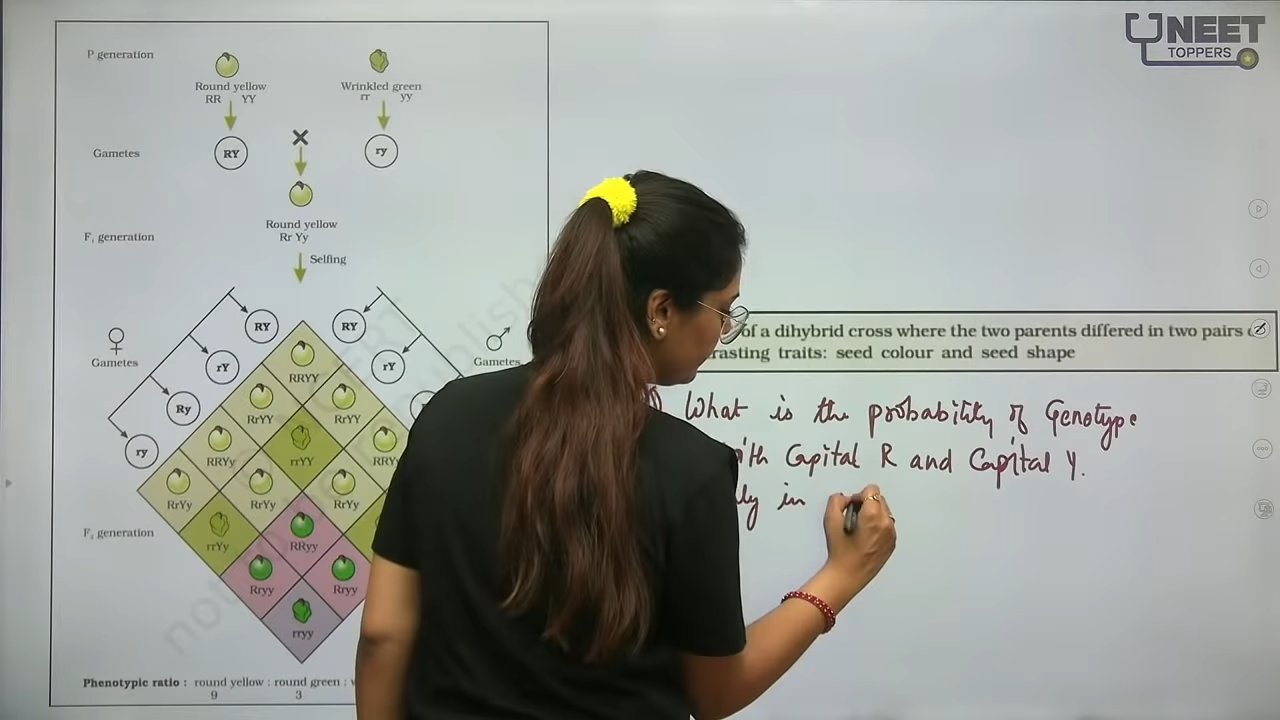 NEET
TOPPERS
P generation
Round yellow
RR YY
Wrinkled green
rr yy
Gametes
RY
ry
Round yellow
Rr Yy
F₁ generation
Selfing
Gametes
Gametes
RY
rY
Ry
ry
RY
rY
RRYY
RrYY
RrYY
RRYy
rrYY
RrYy
RrYy
RrYy
rrYy
RRyy
Rryy
Rryy
rryy
F₂ generation
Phenotypic ratio : round yellow : round green :
9 3
of a dihybrid cross where the two parents differed in two pairs
trasting traits: seed colour and seed shape
What is the probability of Genotype
with Capital R and Capital Y.
in